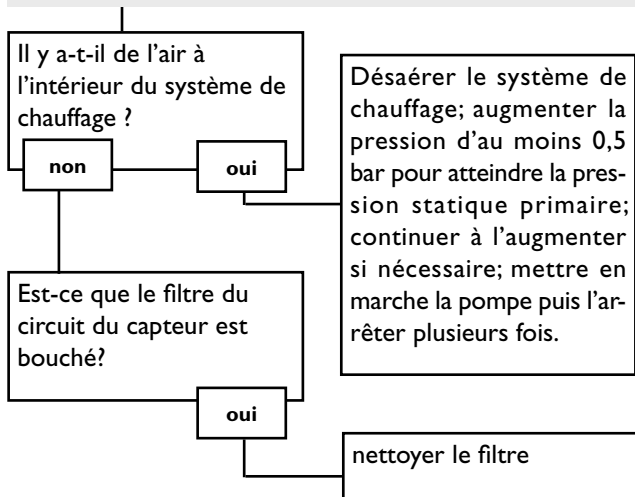 Il y a-t-il de l’air à
l’intérieur du système de
chauffage ?
non
oui
Désaérer le système de
chauffage; augmenter la
pression d’au moins 0,5
bar pour atteindre la pres-
sion statique primaire;
continuer à l’augmenter
si nécessaire; mettre en
marche la pompe puis l’ar-
rêter plusieurs fois.
Est-ce que le filtre du
circuit du capteur est
bouché?
oui
nettoyer le filtre